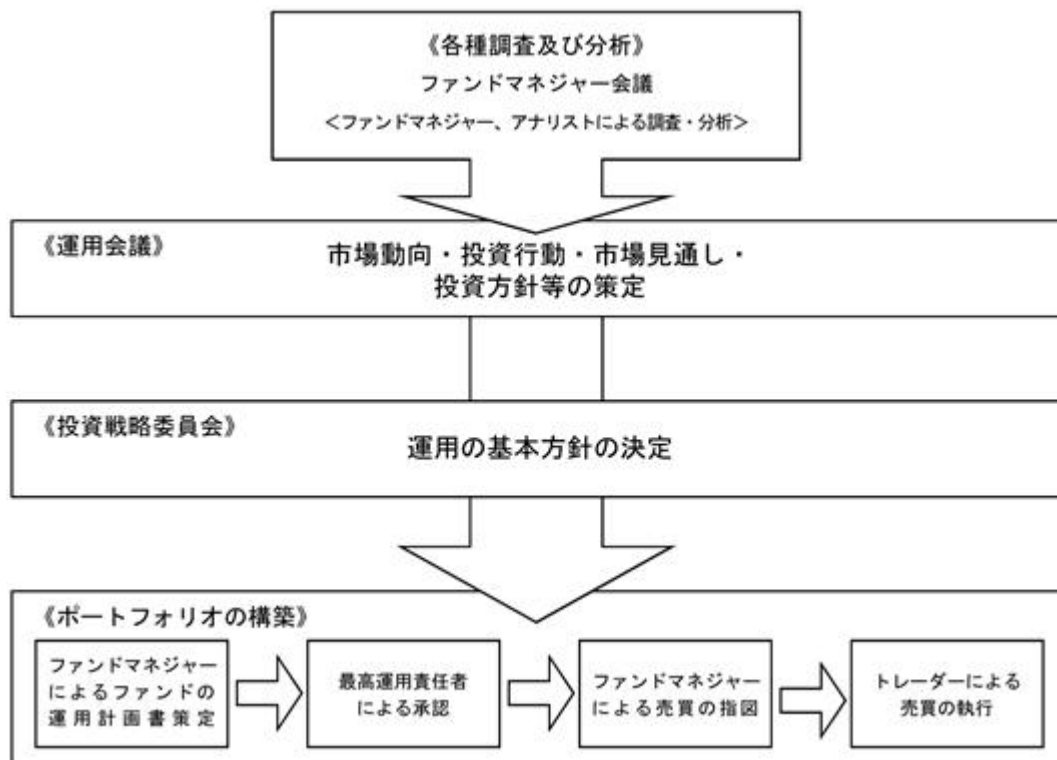 《各種調査及び分析》
ファンドマネジャー会議
＜ファンドマネジャー、アナリストによる調査・分析＞
《運用会議》
市場動向・投資行動・市場見通し・
投資方針等の策定
《投資戦略委員会》
運用の基本方針の決定
《ポートフォリオの構築》
ファンドマネジャー
によるファンドの
運用計画書策定
最高運用責任者
による承認
ファンドマネジャー
による売買の指図
トレーダーによる
売買の執行